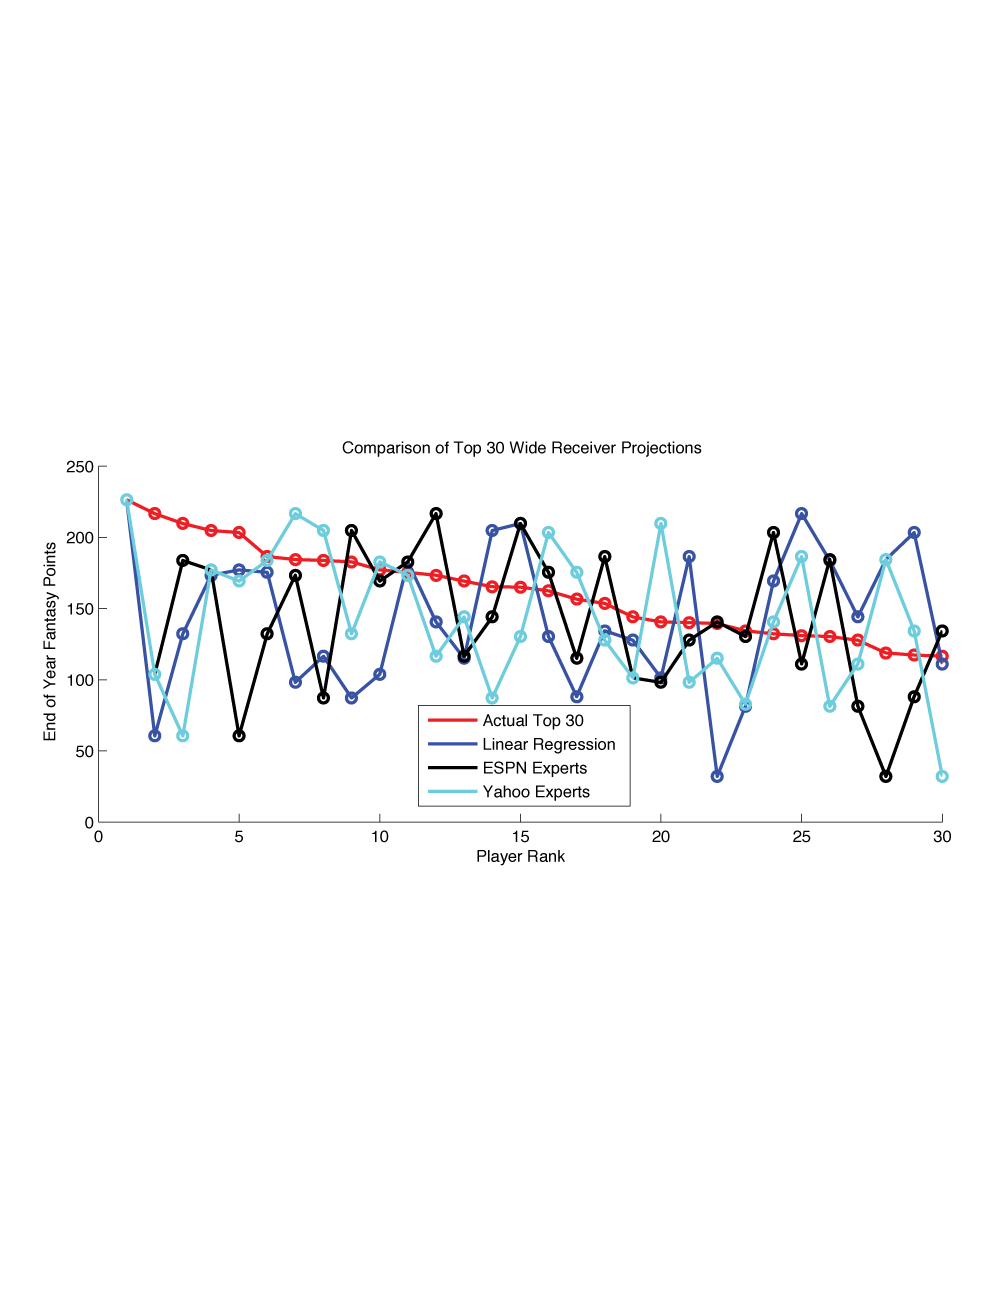 Comparison of Top 30 Wide Receiver Projections
250
200
150
100
50
0
End of Year Fantasy Points
Actual Top 30
Linear Regression
ESPN Experts
Yahoo Experts
0 5 10 15 20 25 30
Player Rank